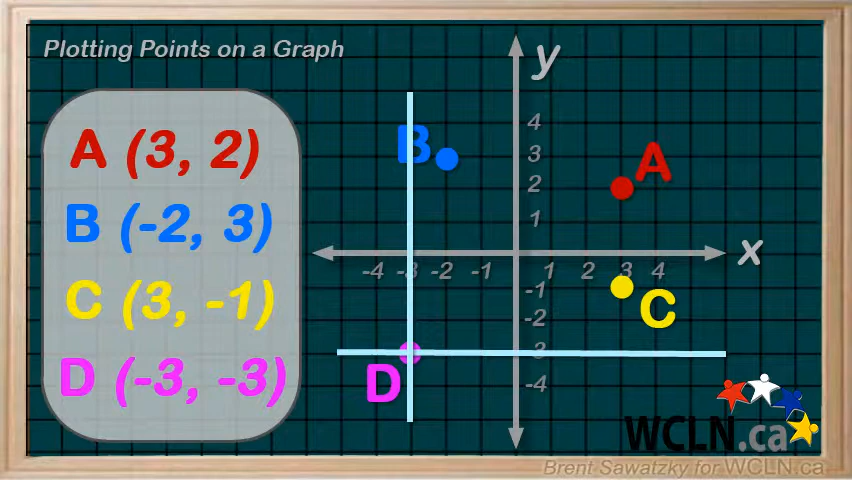 Plotting Points on a Graph
A (3, 2)
B (-2, 3)
C (3, -1)
D (-3, -3)
y
4
3
2
1
B
A
x
-4 -3 -2 -1 1 2 3 4
-1
-2
3
-4
C
D
WCLN.ca
Brent Sawatzky for WCLN.ca